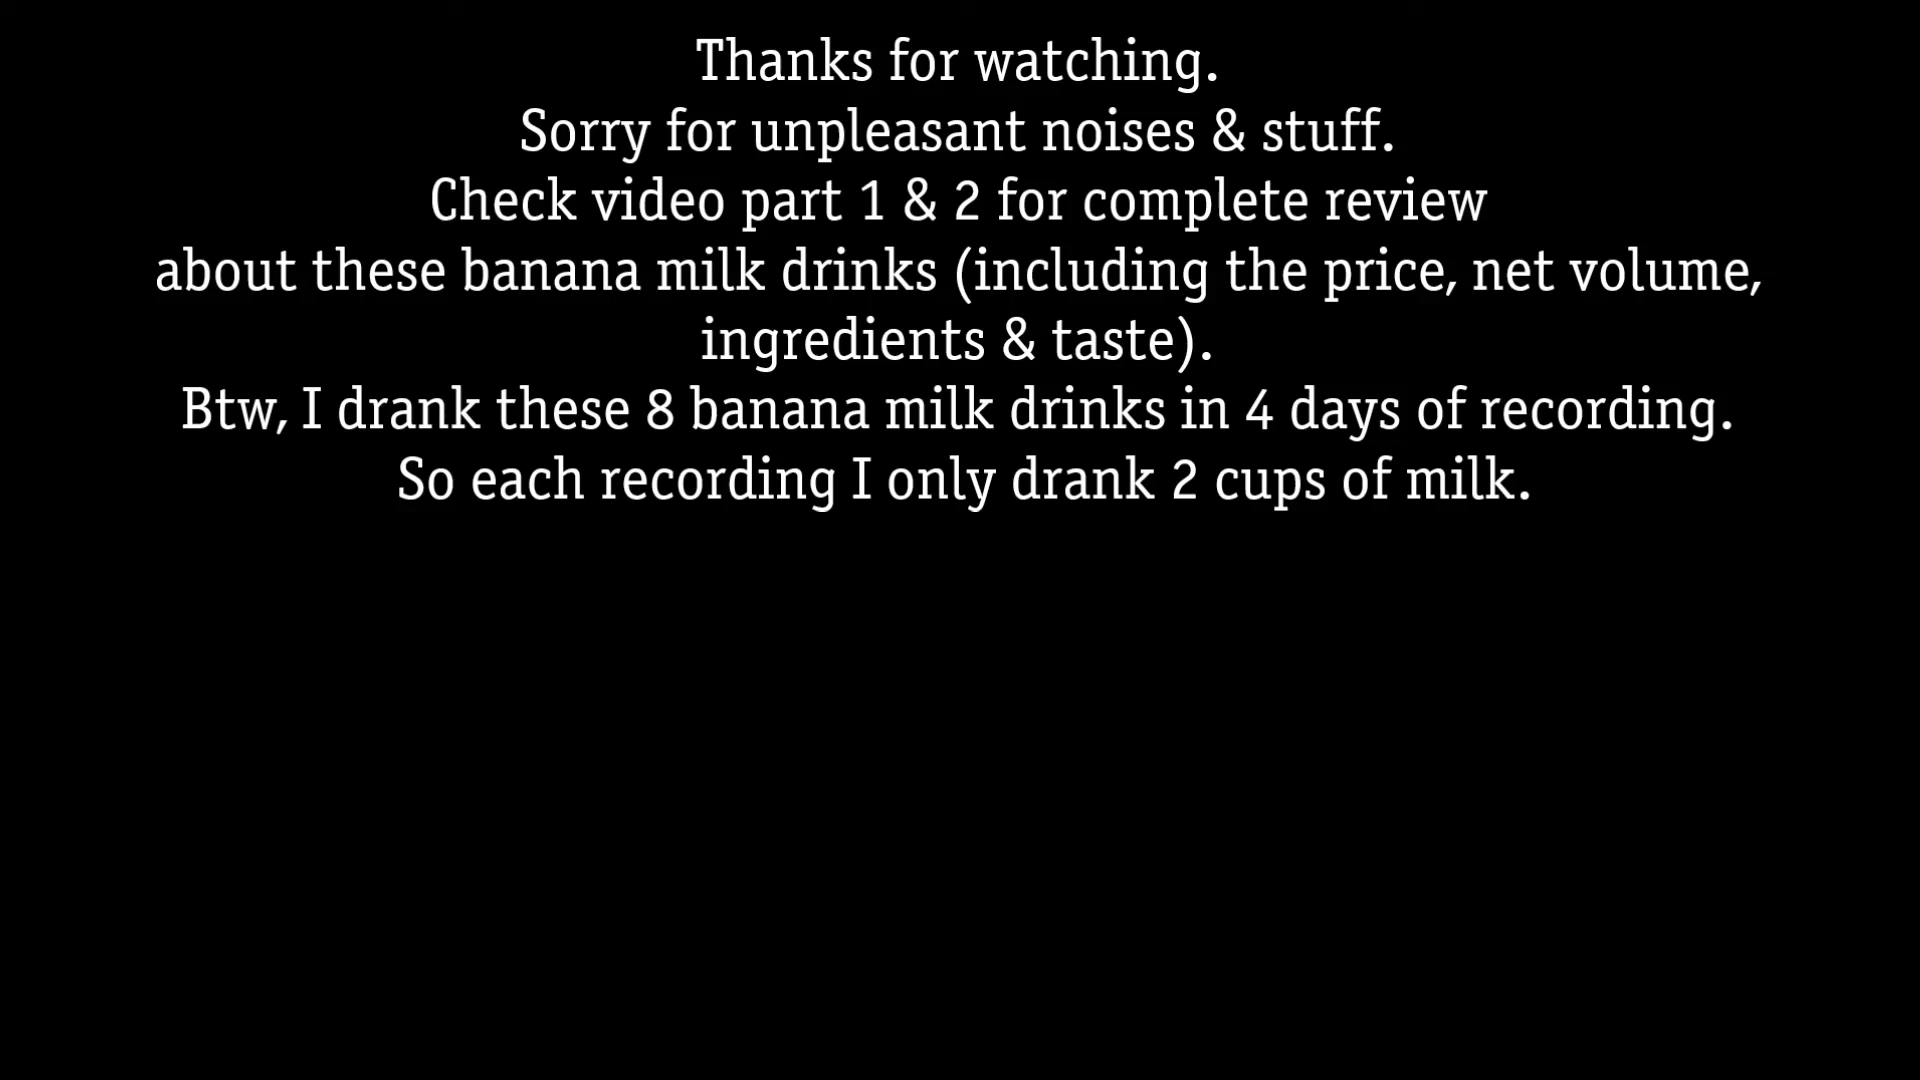 Thanks for watching.
Sorry for unpleasant noises & stuff.
Check video part 1 & 2 for complete review
about these banana milk drinks (including the price, net volume,
ingredients & taste).
Btw, I drank these 8 banana milk drinks in 4 days of recording.
So each recording I only drank 2 cups of milk.